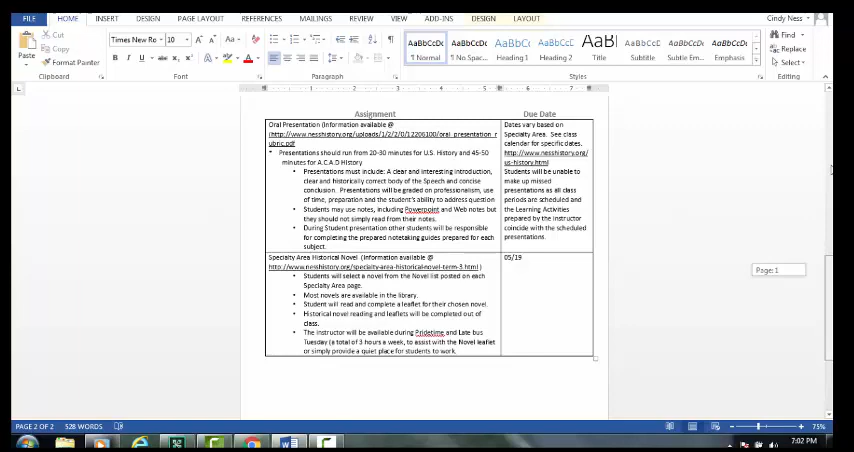 FILE HOME INSERT DESIGN PAGE LAYOUT REFERENCES MAILINGS REVIEW VIEW ADD-INS DESIGN LAYOUT Cindy Ness
Cut
Copy
Format Painter
Paste
Times New Ro 10
AaBbCcDc AaBbCcDc AaBbCc AaBbCc AaBl AaBbCcD AaBbCcDt AaBbCcDt
¶ Normal ¶ No Spac... Heading 1 Heading 2 Title Subtitle Subtle Em... Emphasis
Find
Replace
Select
Clipboard Font Paragraph Styles Editing
Assignment Due Date
Oral Presentation (Information available @
(http://www.nesshistory.org/uploads/1/2/2/0/12206100/oral_presentation_r
ubric.pdf
Presentations should run from 20-30 minutes for U.S. History and 45-50
minutes for A.C.A.D History
• Presentations must include: A clear and interesting introduction,
clear and historically correct body of the Speech and concise
conclusion. Presentations will be graded on professionalism, use
of time, preparation and the student's ability to address question
• Students may use notes, including Powerpoint and Web notes but
they should not simply read from their notes.
• During Student presentation other students will be responsible
for completing the prepared notetaking guides prepared for each
subject.
Dates vary based on
Specialty Area. See class
calendar for specific dates.
http://www.nesshistory.org/
us-history.html
Students will be unable to
make up missed
presentations as all class
periods are scheduled and
the Learning Activities
prepared by the instructor
coincide with the scheduled
presentations.
Specialty Area Historical Novel (Information available @
http://www.nesshistory.org/specialty-area-historical-novel-term-3.html )
• Students will select a novel from the Novel list posted on each
Specialty Area page.
• Most novels are available in the library.
• Student will read and complete a leaflet for their chosen novel.
• Historical novel reading and leaflets will be completed out of
class.
• The instructor will be available during Pridetime and Late bus
Tuesday (a total of 3 hours a week, to assist with the Novel leaflet
or simply provide a quiet place for students to work.
05/19
Page: 1
PAGE 2 OF 2 528 WORDS 75%
7:02 PM